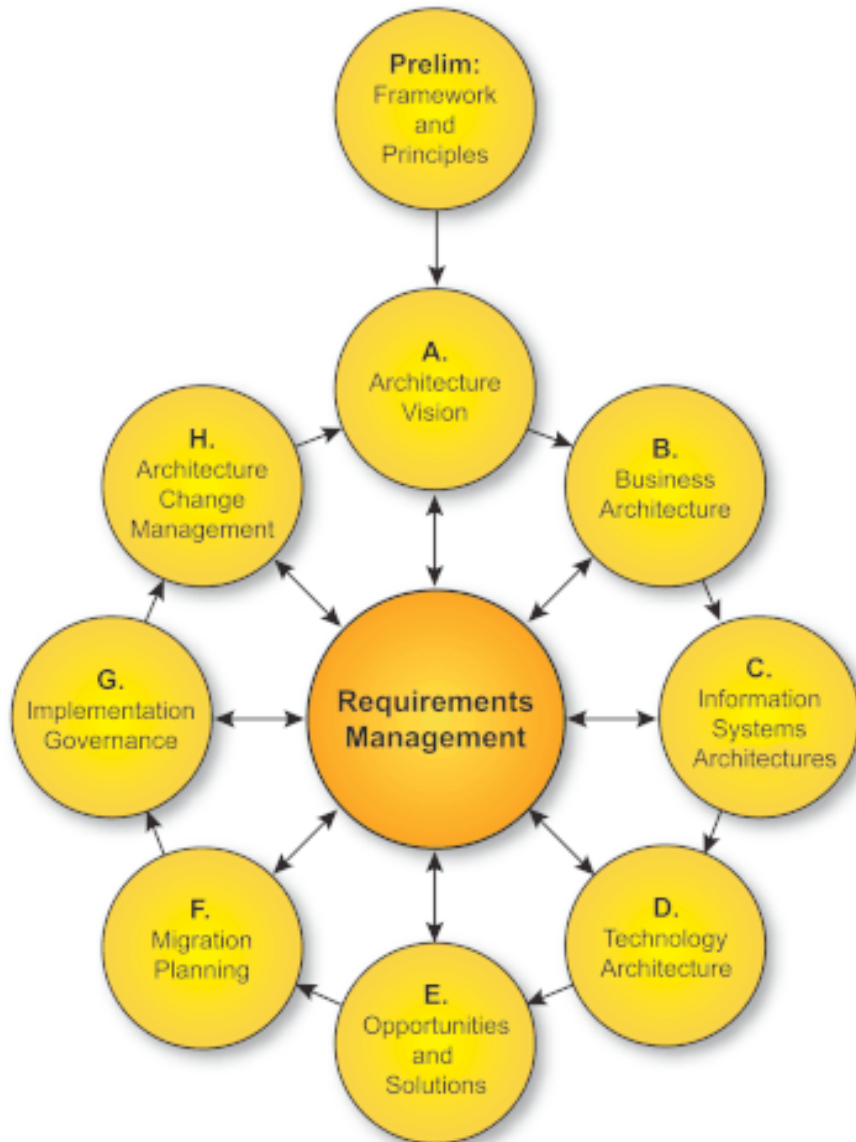 Prelim:
Framework
and
Principles
A.
Architecture
Vision
B.
Business
Architecture
C.
Information
Systems
Architectures
D.
Technology
Architecture
E.
Opportunities
and
Solutions
F.
Migration
Planning
G.
Implementation
Governance
H.
Architecture
Change
Management
Requirements
Management